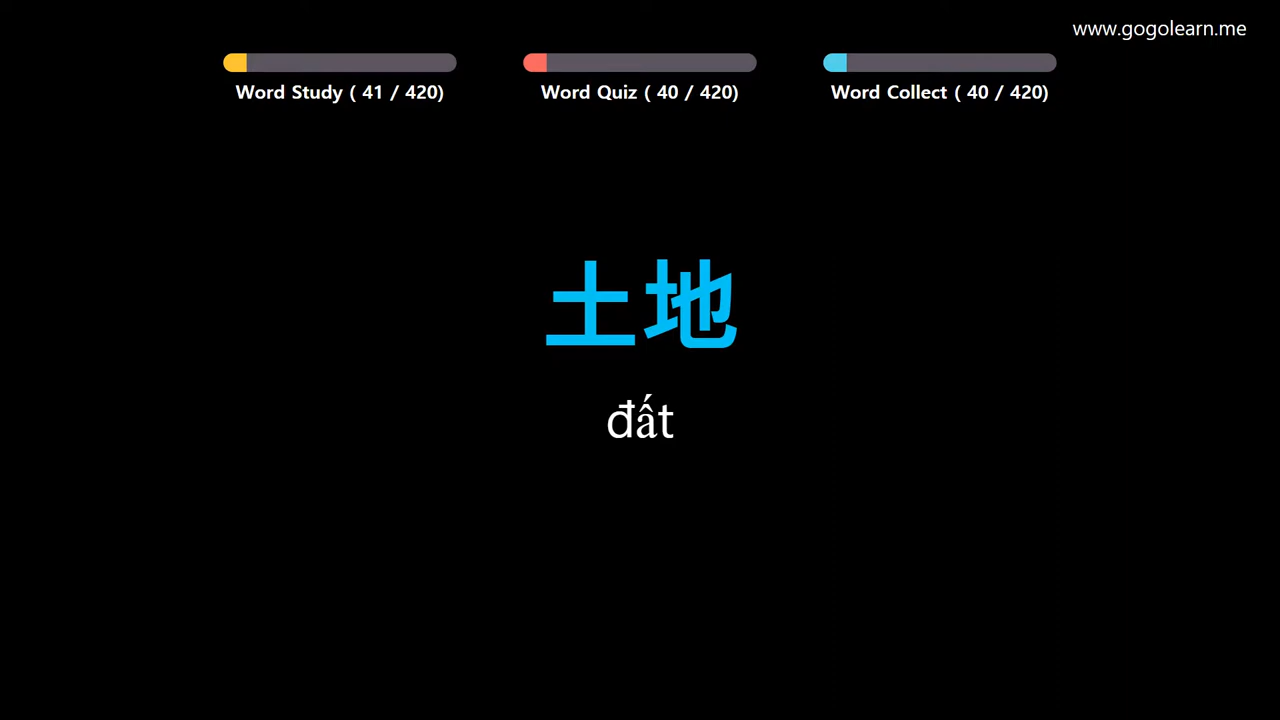 www.gogolearn.me
Word Study ( 41 / 420)
Word Quiz ( 40 / 420)
Word Collect ( 40 / 420)
土地
đất